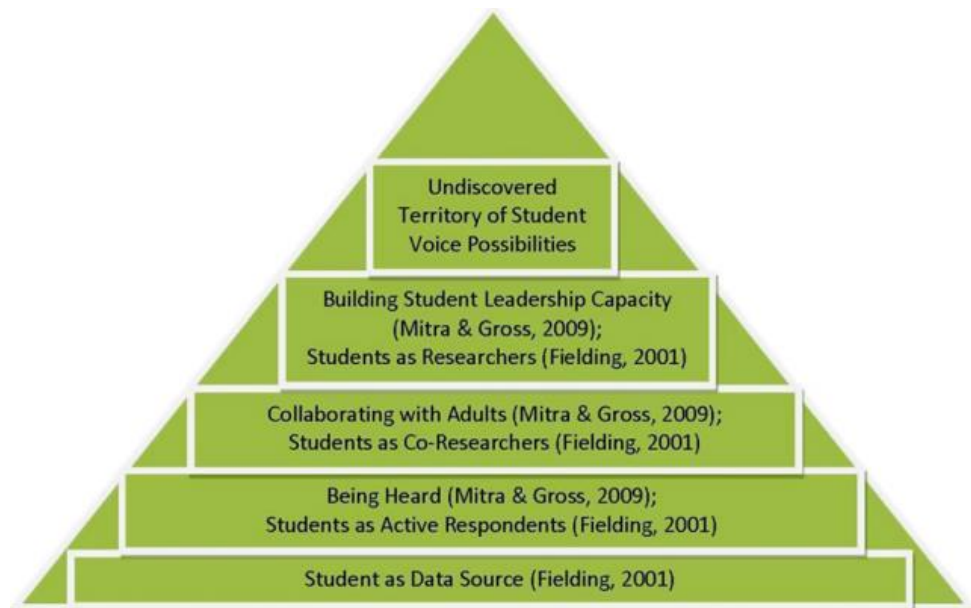 Undiscovered
Territory of Student
Voice Possibilities
Building Student Leadership Capacity
(Mitra & Gross, 2009);
Students as Researchers (Fielding, 2001)
Collaborating with Adults (Mitra & Gross, 2009);
Students as Co-Researchers (Fielding, 2001)
Being Heard (Mitra & Gross, 2009);
Students as Active Respondents (Fielding, 2001)
Student as Data Source (Fielding, 2001)